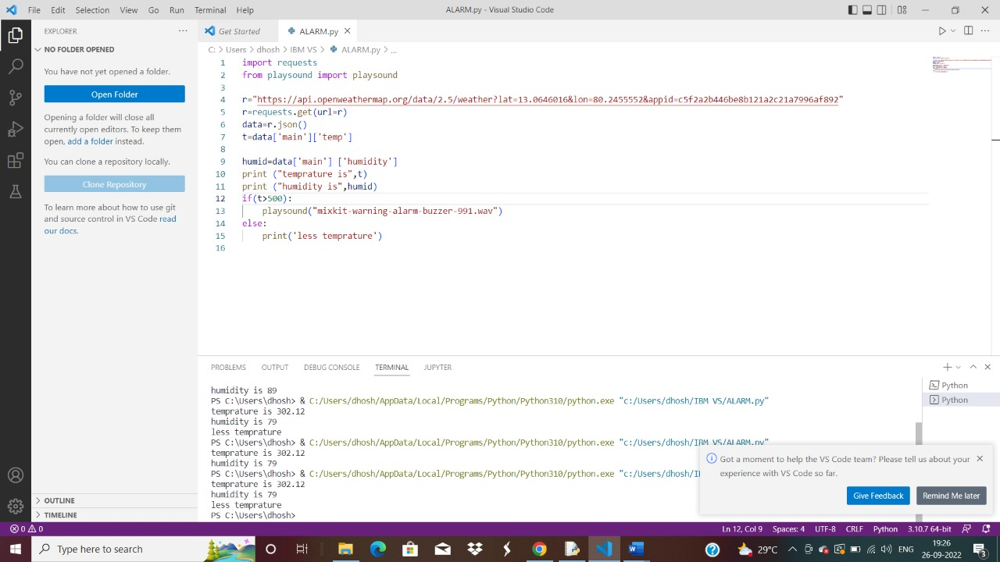 File Edit Selection View Go Run Terminal Help
ALARM.py - Visual Studio Code
EXPLORER
NO FOLDER OPENED
You have not yet opened a folder.
Open Folder
Opening a folder will close all
currently open editors. To keep them
open, add a folder instead.
You can clone a repository locally.
Clone Repository
To learn more about how to use git
and source control in VS Code read
our docs.
OUTLINE
TIMELINE
Get Started
ALARM.py
C: > Users > dhosh > IBM VS > ALARM.py > ...
1 import requests
2 from playsound import playsound
3
4 r="https://api.openweathermap.org/data/2.5/weather?lat=13.0646016&lon=80.2455552&appid=c5f2a2b446be8b121a2c21a7996af892"
5 r=requests.get(url=r)
6 data=r.json()
7 t=data['main']['temp']
8
9 humid=data['main'] ['humidity']
10 print ("temprature is",t)
11 print ("humidity is",humid)
12 if(t>500):
13     playsound("mixkit-warning-alarm-buzzer-991.wav")
14 else:
15     print('less temprature')
16
PROBLEMS OUTPUT DEBUG CONSOLE TERMINAL JUPYTER
humidity is 89
PS C:\Users\dhosh> & C:/Users/dhosh/AppData/Local/Programs/Python/Python310/python.exe "c:/Users/dhosh/IBM VS/ALARM.py"
temprature is 302.12
humidity is 79
less temprature
PS C:\Users\dhosh> & C:/Users/dhosh/AppData/Local/Programs/Python/Python310/python.exe "c:/Users/dhosh/IBM VS/ALARM.py"
temprature is 302.12
humidity is 79
PS C:\Users\dhosh> & C:/Users/dhosh/AppData/Local/Programs/Python/Python310/python.exe "c:/Users/dhosh/
temprature is 302.12
humidity is 79
less temprature
PS C:\Users\dhosh>
Python
Python
Got a moment to help the VS Code team? Please tell us about your
experience with VS Code so far.
Give Feedback
Remind Me later
0 0
Ln 12, Col 9 Spaces: 4 UTF-8 CRLF Python 3.10.7 64-bit
Type here to search
29°C
ENG
19:26
26-09-2022
3